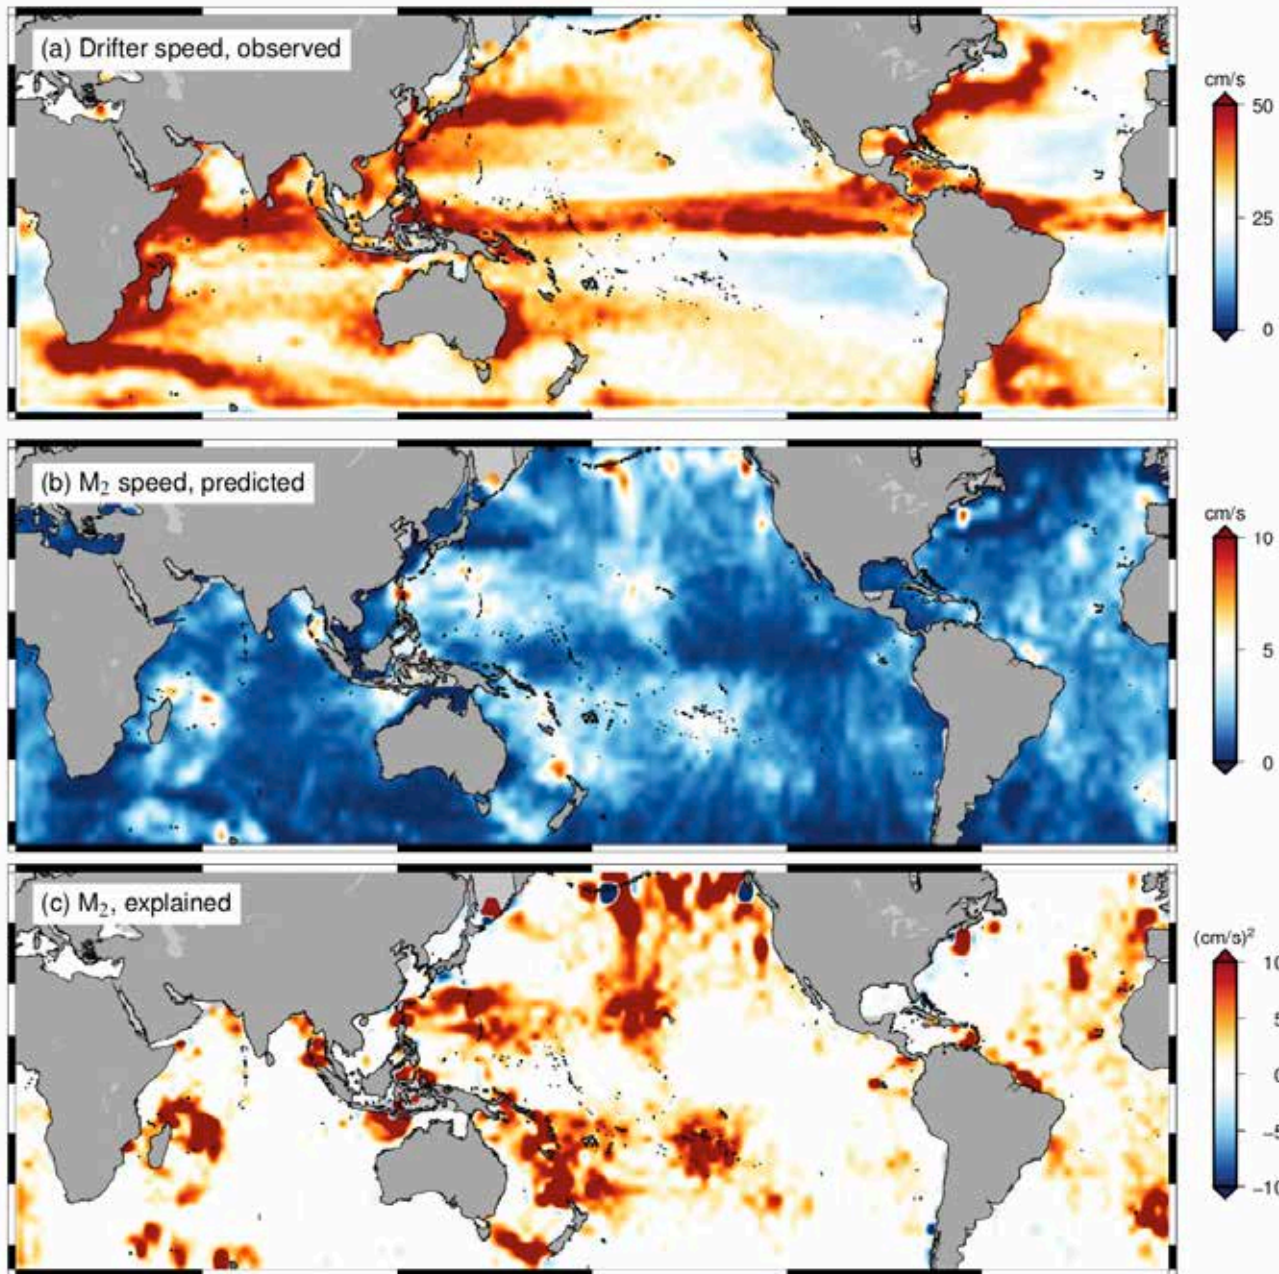 (a) Drifter speed, observed
cm/s
50
25
0
(b) M₂ speed, predicted
cm/s
10
5
0
(c) M₂, explained
(cm/s)²
10
5
0
−5
−10